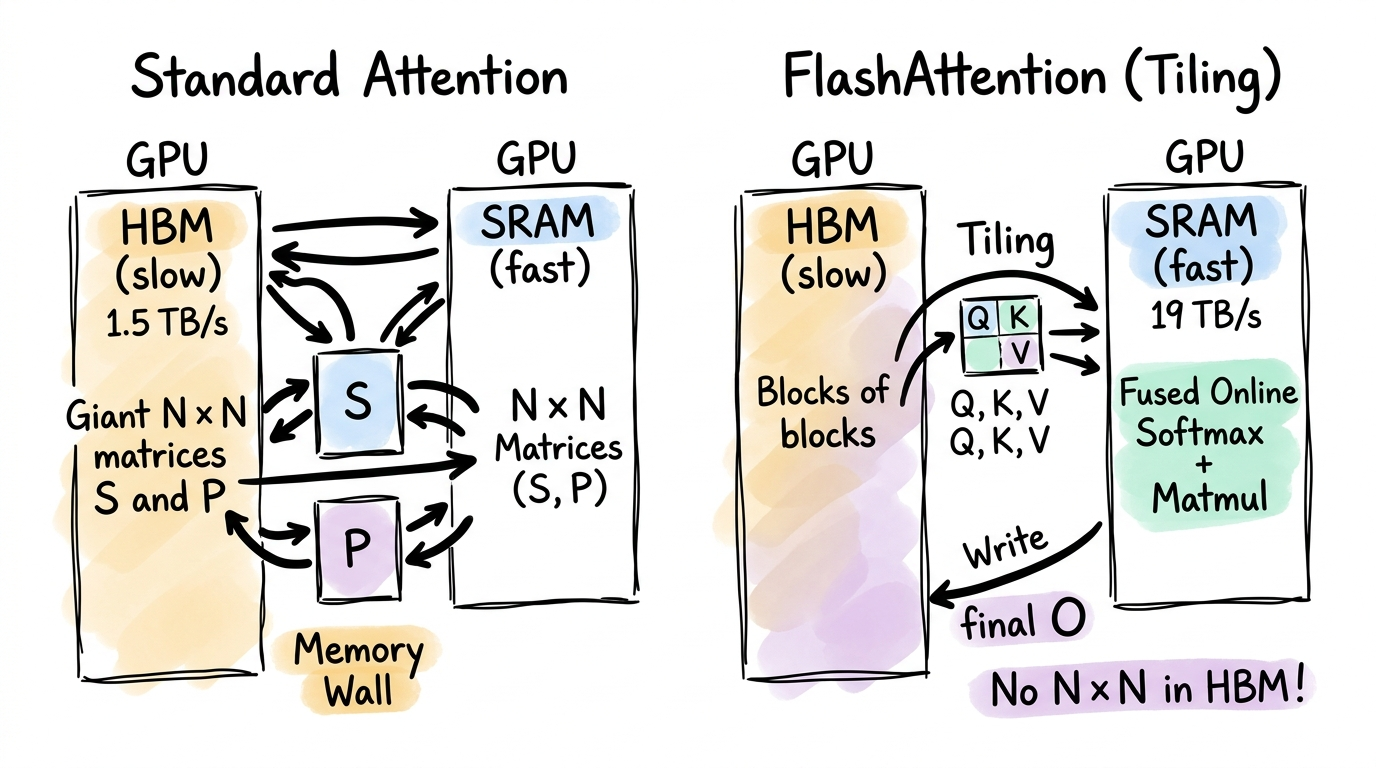 Standard Attention
GPU
HBM
(slow)
1.5 TB/s
Giant N x N
matrices
S and P
S
P
GPU
SRAM
(fast)
N x N
Matrices
(S, P)
Memory
Wall
FlashAttention (Tiling)
GPU
HBM
(slow)
Blocks of
blocks
Tiling
Q K
V
Q, K, V
Q, K, V
GPU
SRAM
(fast)
19 TB/s
Fused Online
Softmax
+
Matmul
Write
final O
No N x N in HBM!